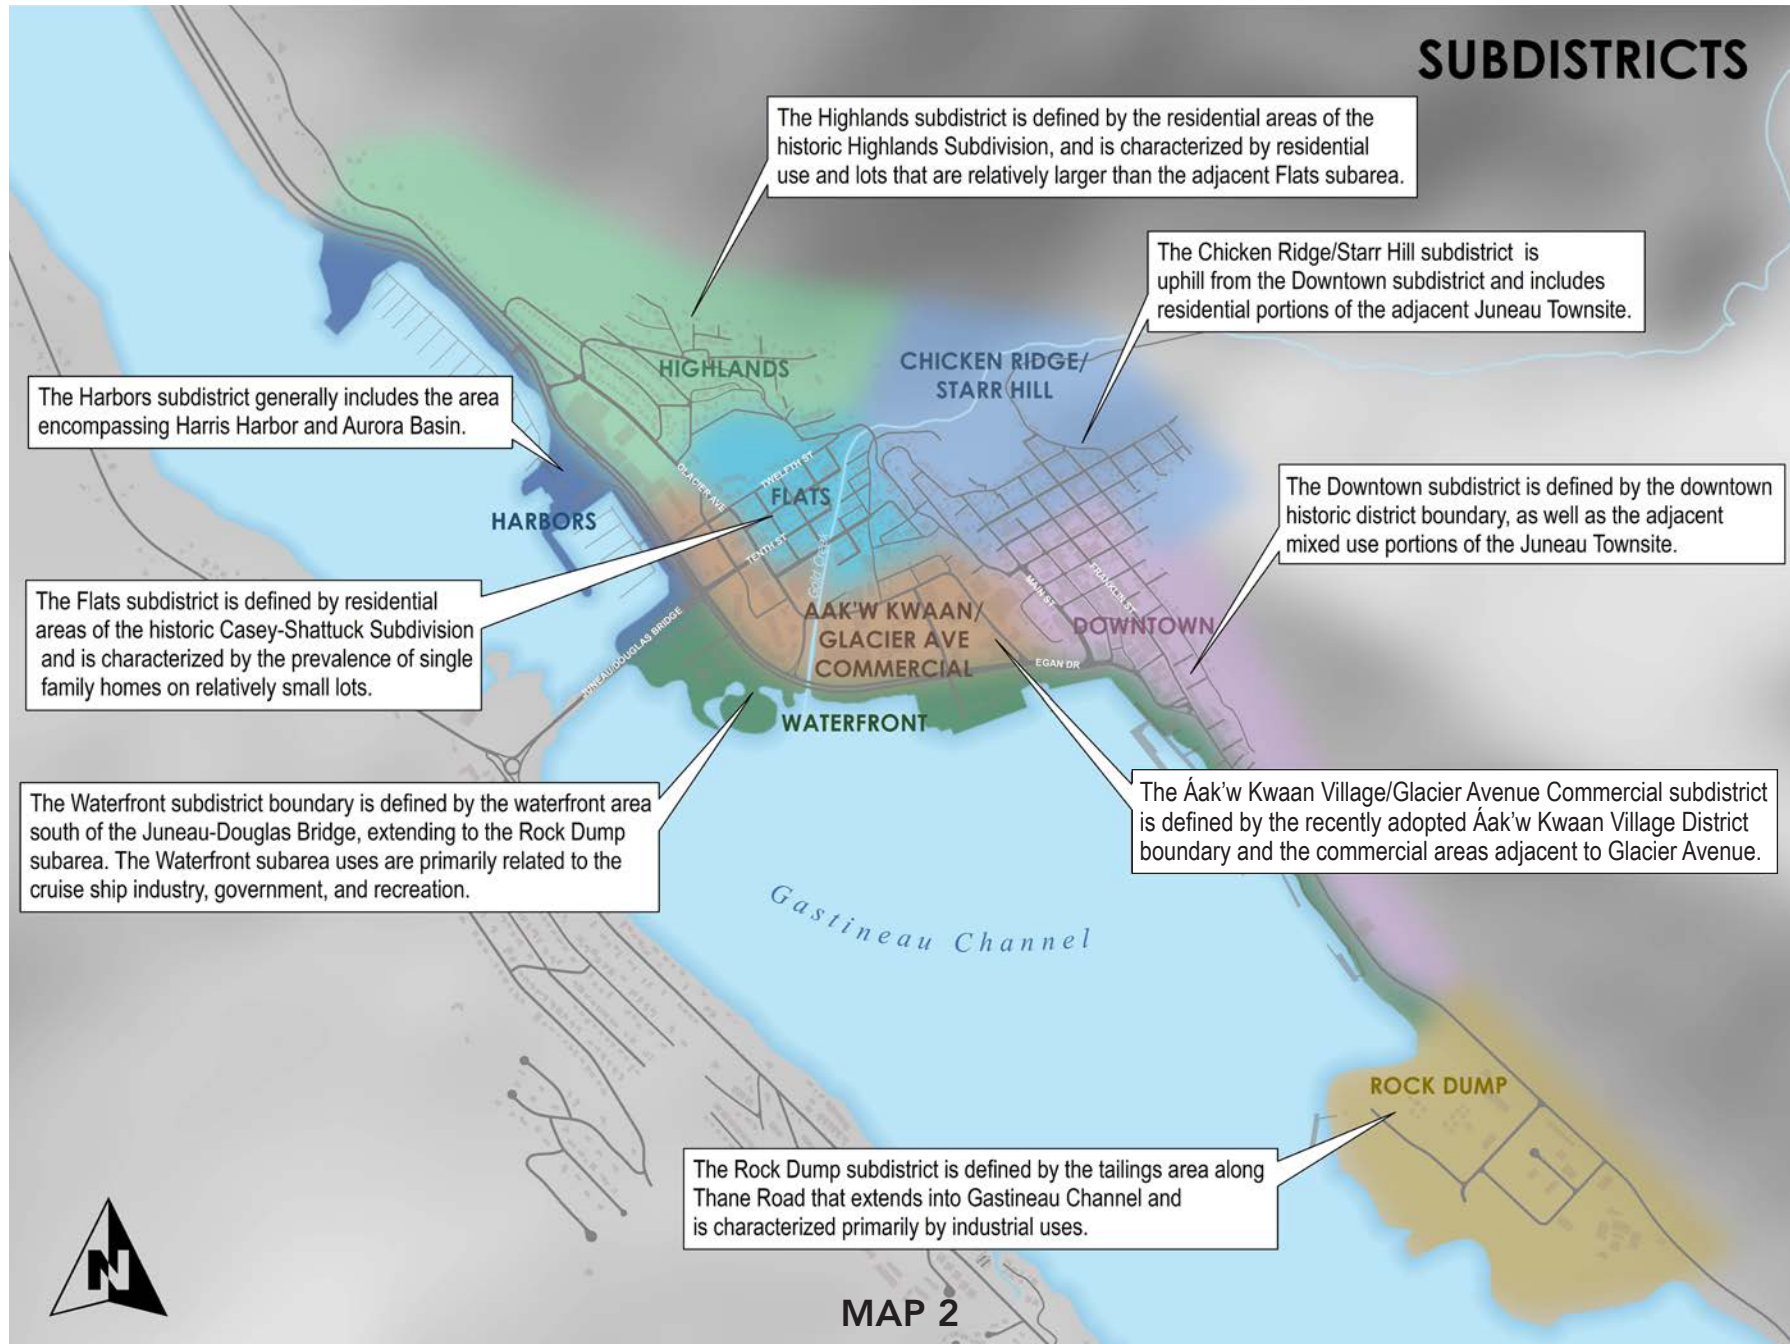 SUBDISTRICTS
The Highlands subdistrict is defined by the residential areas of the
historic Highlands Subdivision, and is characterized by residential
use and lots that are relatively larger than the adjacent Flats subarea.
The Chicken Ridge/Starr Hill subdistrict is
uphill from the Downtown subdistrict and includes
residential portions of the adjacent Juneau Townsite.
HIGHLANDS
CHICKEN RIDGE/
STARR HILL
The Harbors subdistrict generally includes the area
encompassing Harris Harbor and Aurora Basin.
GLACIER AVE
TWELFTH ST
FLATS
HARBORS
TENTH ST
Gold Creek
The Downtown subdistrict is defined by the downtown
historic district boundary, as well as the adjacent
mixed use portions of the Juneau Townsite.
The Flats subdistrict is defined by residential
areas of the historic Casey-Shattuck Subdivision
and is characterized by the prevalence of single
family homes on relatively small lots.
JUNEAU/DOUGLAS BRIDGE
AAK'W KWAAN/
GLACIER AVE
COMMERCIAL
MAIN ST
FRANKLIN ST
DOWNTOWN
EGAN DR
WATERFRONT
The Waterfront subdistrict boundary is defined by the waterfront area
south of the Juneau-Douglas Bridge, extending to the Rock Dump
subarea. The Waterfront subarea uses are primarily related to the
cruise ship industry, government, and recreation.
The Áak'w Kwaan Village/Glacier Avenue Commercial subdistrict
is defined by the recently adopted Áak'w Kwaan Village District
boundary and the commercial areas adjacent to Glacier Avenue.
Gastineau Channel
ROCK DUMP
The Rock Dump subdistrict is defined by the tailings area along
Thane Road that extends into Gastineau Channel and
is characterized primarily by industrial uses.
N
MAP 2